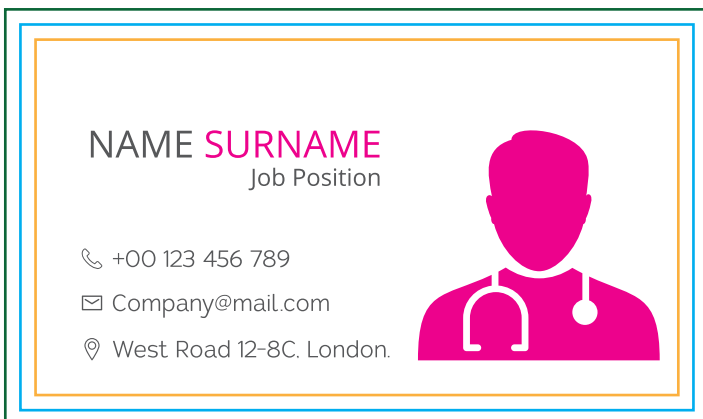 NAME SURNAME
Job Position
+00 123 456 789
Company@mail.com
West Road 12-8C. London.